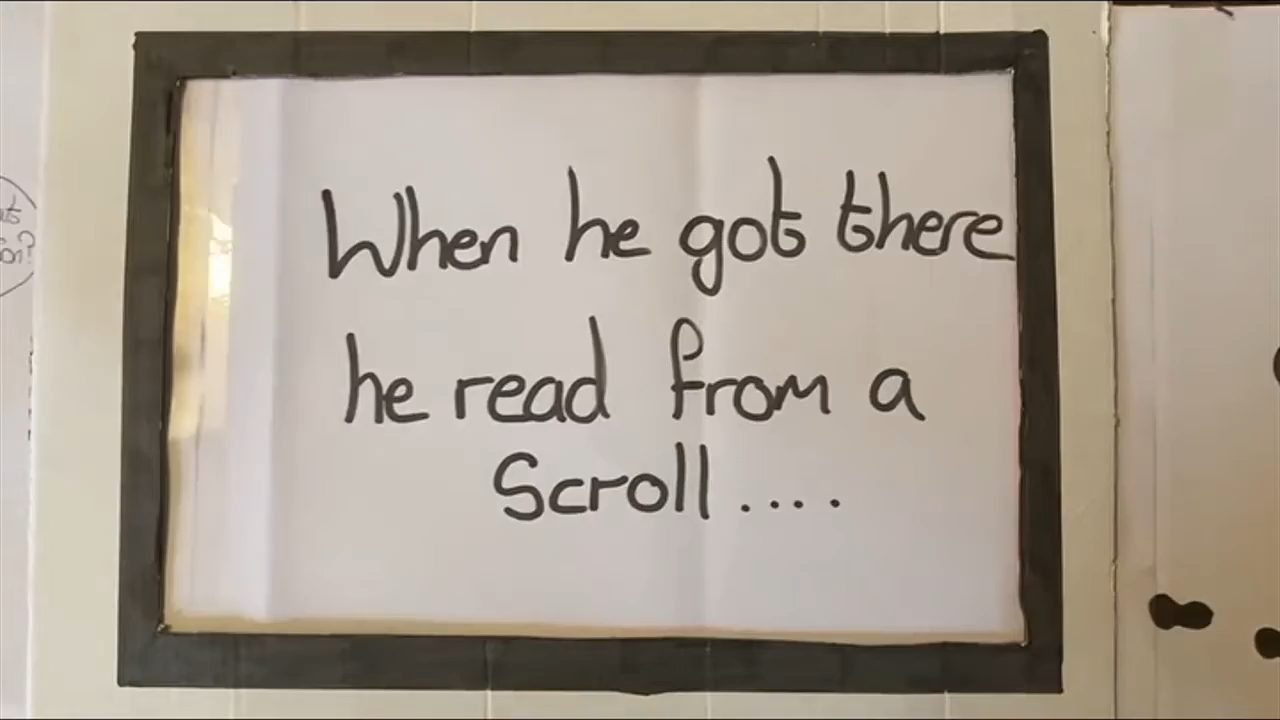 When he got there
he read from a
Scroll....